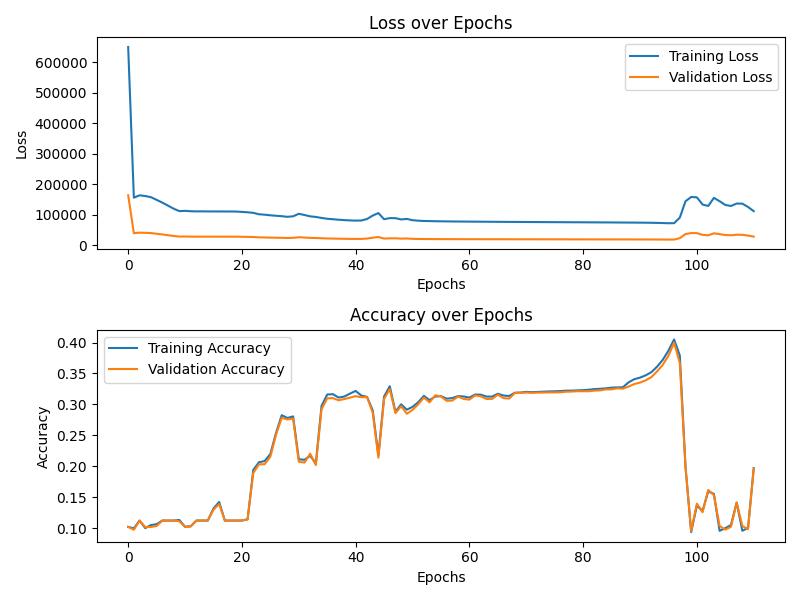 Loss over Epochs
600000
500000
400000
300000
200000
100000
0
Loss
Training Loss
Validation Loss
0 20 40 60 80 100
Epochs
Accuracy over Epochs
0.40
0.35
0.30
0.25
0.20
0.15
0.10
Accuracy
Training Accuracy
Validation Accuracy
0 20 40 60 80 100
Epochs